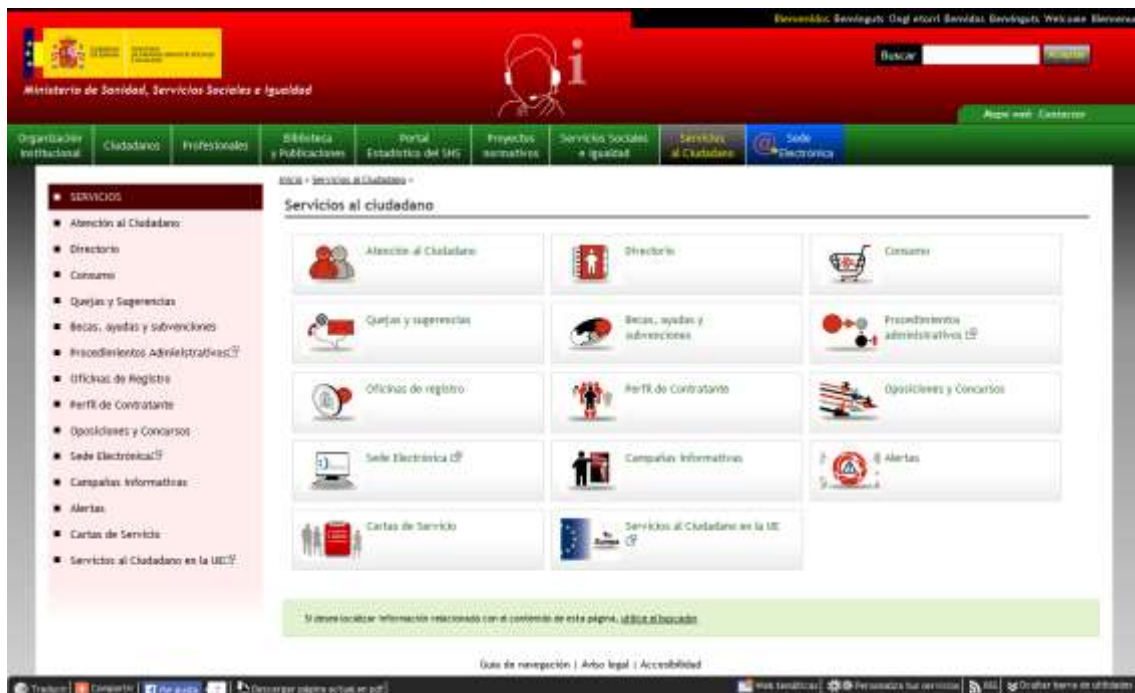 Bienvenidos Benvinguts Ongi etorri Benvidos Benvinguts Welcome Bienvenue
Buscar
Ministerio de Sanidad, Servicios Sociales e Igualdad
Mapa web Contactar
Organización Institucional
Ciudadanos
Profesionales
Biblioteca y Publicaciones
Portal Estadístico del SNS
Proyectos normativos
Servicios Sociales e Igualdad
Servicios al Ciudadano
@ Sede Electrónica
Inicio - Servicios al Ciudadano -
SERVICIOS
Servicios al ciudadano
Atención al Ciudadano
Directorio
Consumo
Quejas y Sugerencias
Becas, ayudas y subvenciones
Procedimientos Administrativos
Oficinas de Registro
Perfil de Contratante
Oposiciones y Concursos
Sede Electrónica
Campañas Informativas
Alertas
Cartas de Servicio
Servicios al Ciudadano en la UE
Atención al Ciudadano
Directorio
Consumo
Quejas y sugerencias
Becas, ayudas y
subvenciones
Procedimientos
administrativos
Oficinas de registro
Perfil de Contratante
Oposiciones y Concursos
Sede Electrónica
Campañas Informativas
Alertas
Cartas de Servicio
Servicios al Ciudadano en la UE
Si desea localizar información relacionada con el contenido de esta página, utilice el buscador
Guía de navegación | Aviso legal | Accesibilidad
Traducir
Compartir
Descargar página actual en pdf
Web temáticas
Personaliza tus servicios
RSS
Ocultar barra de utilidades